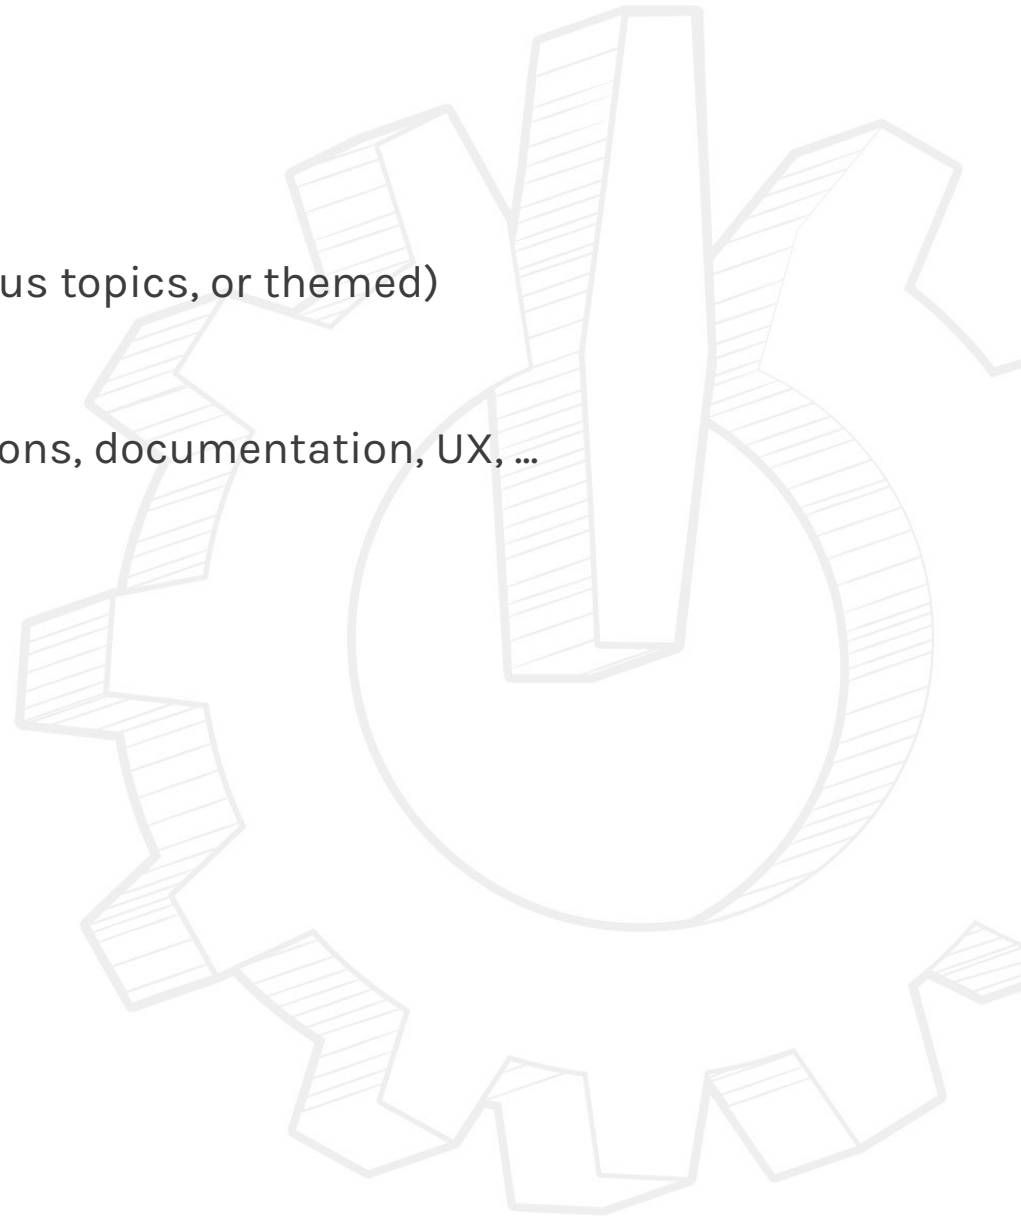 us topics, or themed)
ons, documentation, UX, …